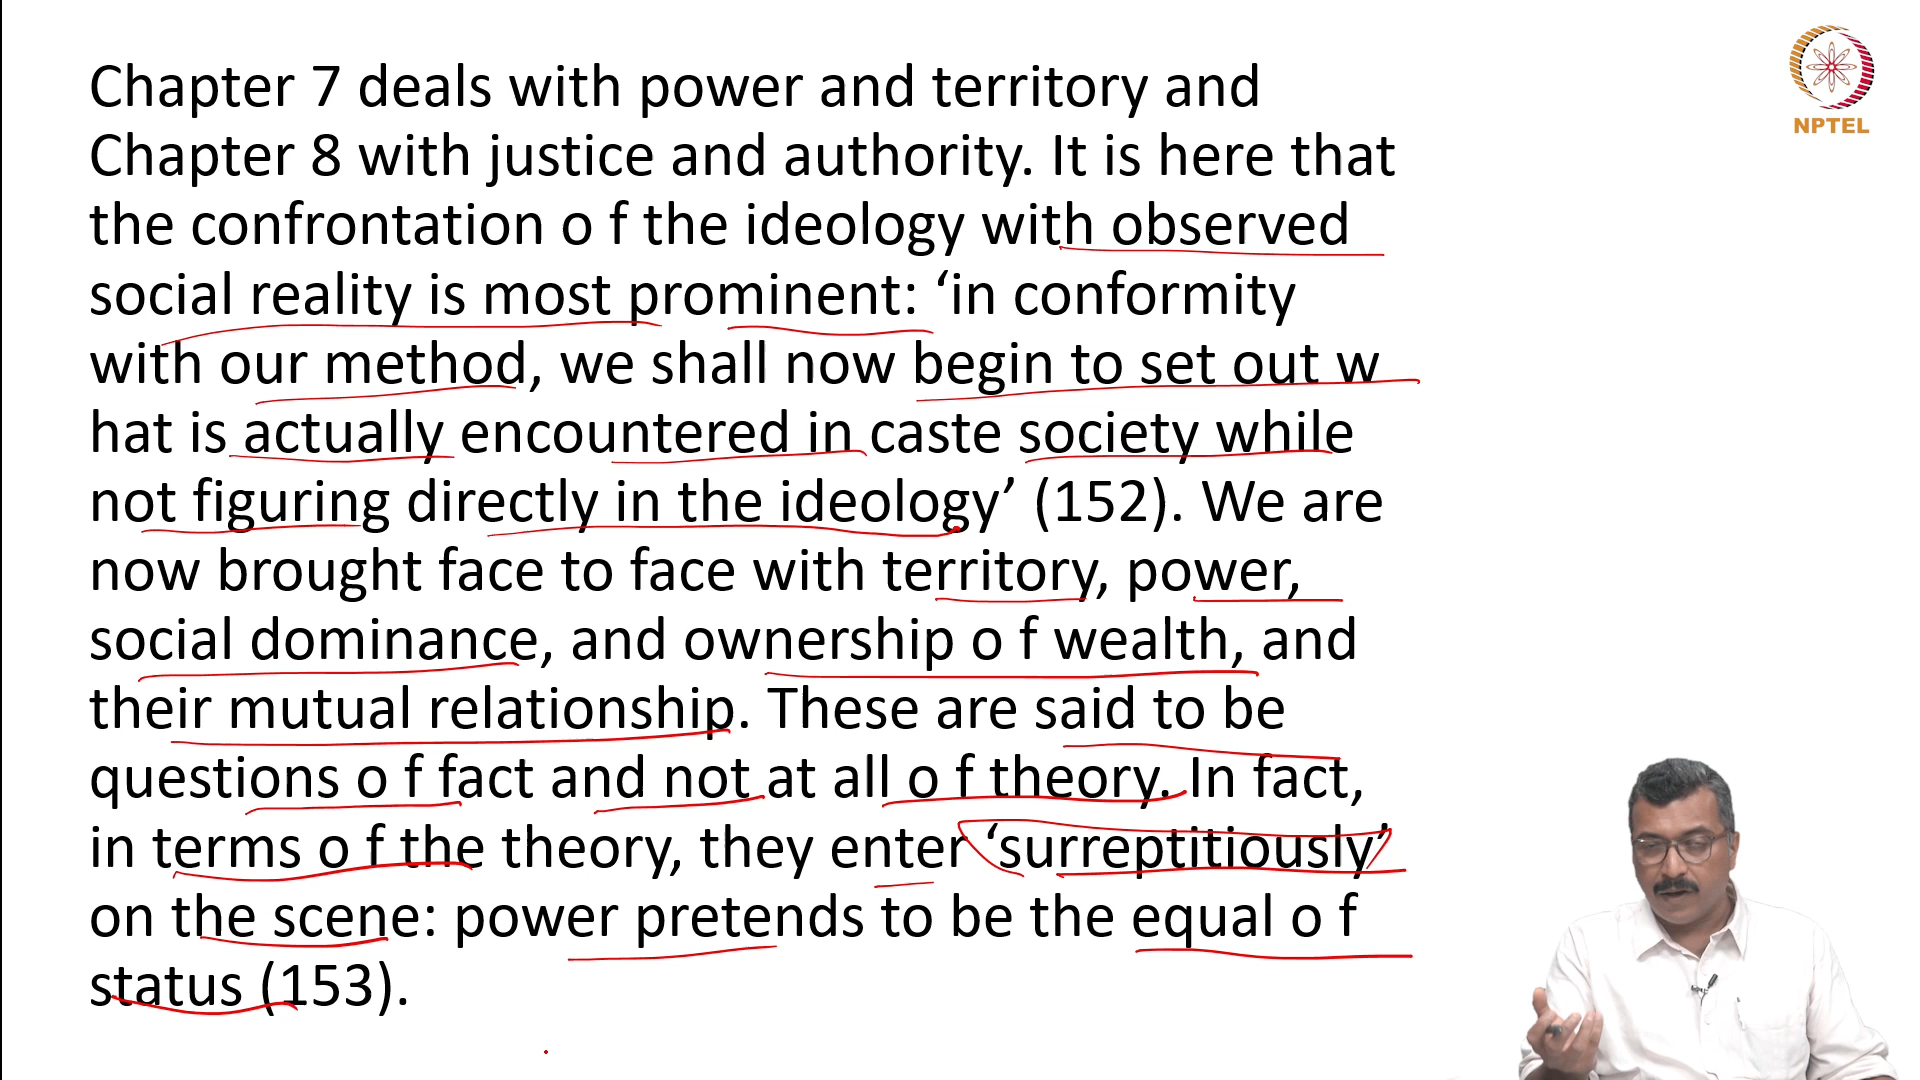 Chapter 7 deals with power and territory and
Chapter 8 with justice and authority. It is here that
the confrontation o f the ideology with observed
social reality is most prominent: ‘in conformity
with our method, we shall now begin to set out w
hat is actually encountered in caste society while
not figuring directly in the ideology’ (152). We are
now brought face to face with territory, power,
social dominance, and ownership o f wealth, and
their mutual relationship. These are said to be
questions o f fact and not at all o f theory. In fact,
in terms o f the theory, they enter ‘surreptitiously’
on the scene: power pretends to be the equal o f
status (153).
NPTEL